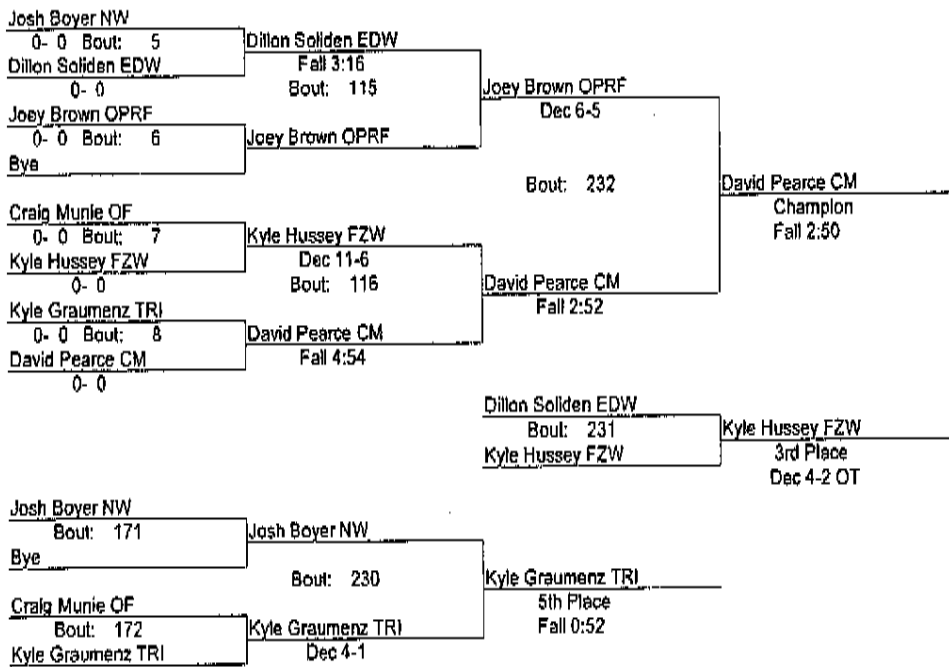 Josh Boyer NW
0- 0 Bout: 5
Dillon Soliden EDW
0- 0
Joey Brown OPRF
0- 0 Bout: 6
Bye
Craig Munie OF
0- 0 Bout: 7
Kyle Hussey FZW
0- 0
Kyle Graumenz TRI
0- 0 Bout: 8
David Pearce CM
0- 0
Dillon Soliden EDW
Fall 3:16
Bout: 115
Joey Brown OPRF
Kyle Hussey FZW
Dec 11-6
Bout: 116
David Pearce CM
Fall 4:54
Joey Brown OPRF
Dec 6-5
Bout: 232
David Pearce CM
Fall 2:52
David Pearce CM
Champion
Fall 2:50
Dillon Soliden EDW
Bout: 231
Kyle Hussey FZW
Kyle Hussey FZW
3rd Place
Dec 4-2 OT
Josh Boyer NW
Bout: 171
Bye
Craig Munie OF
Bout: 172
Kyle Graumenz TRI
Josh Boyer NW
Bout: 230
Kyle Graumenz TRI
Dec 4-1
Kyle Graumenz TRI
5th Place
Fall 0:52